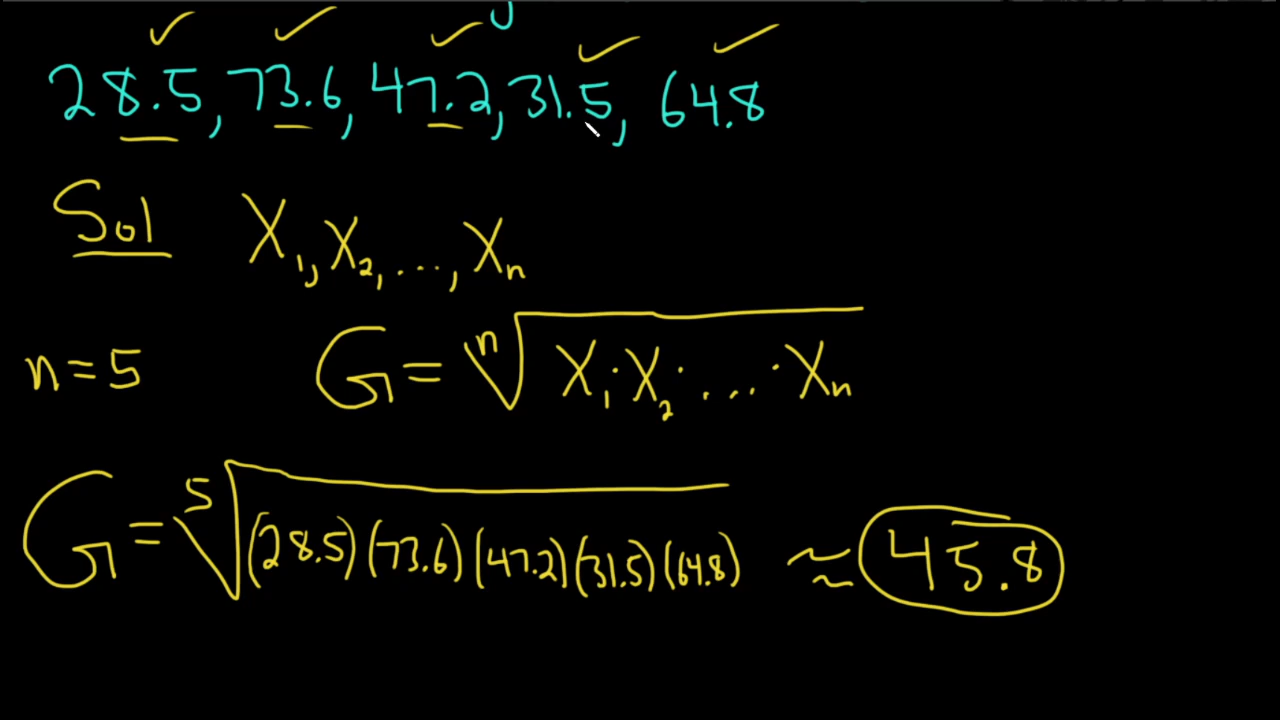 28.5, 73.6, 47.2, 31.5, 64.8
Sol X₁, X₂, ..., Xₙ
n = 5 G = ⁿ√(X₁ · X₂ · ... · Xₙ)
G = ⁵√((28.5)(73.6)(47.2)(31.5)(64.8)) ≈ 45.8